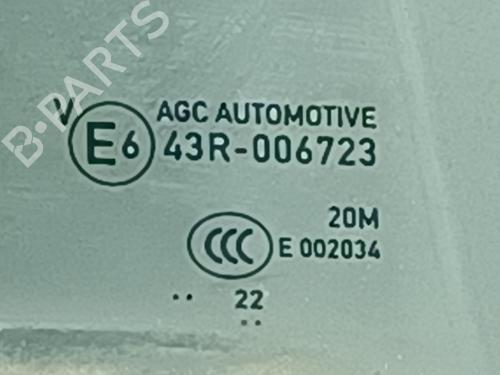 B-PARTS
AGC AUTOMOTIVE
V
E6 43R-006723
20M
CCC E 002034
.. 22
..